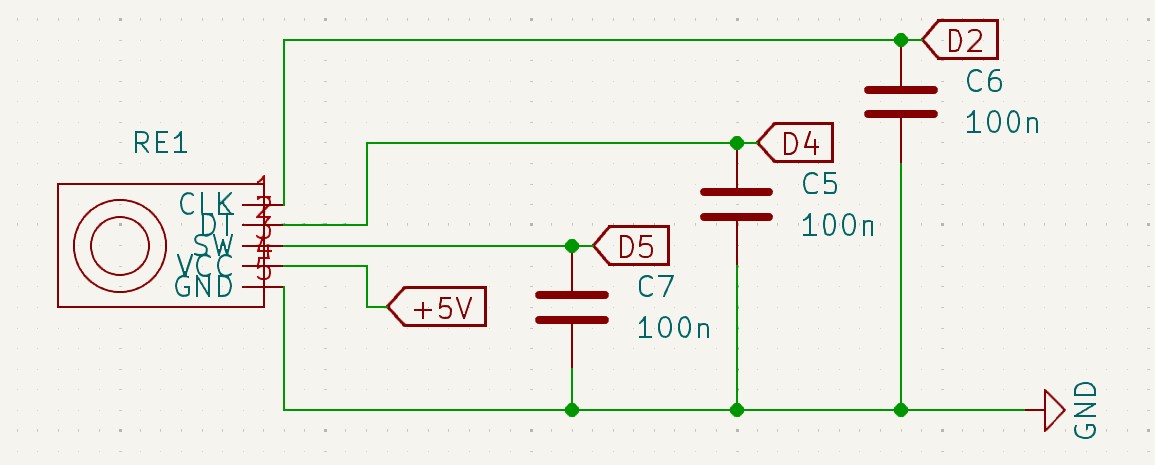 D2
C6
100n
RE1
D4
C5
100n
1
CLK
2
DT
3
SW
4
VCC
5
GND
D5
C7
100n
+5V
GND